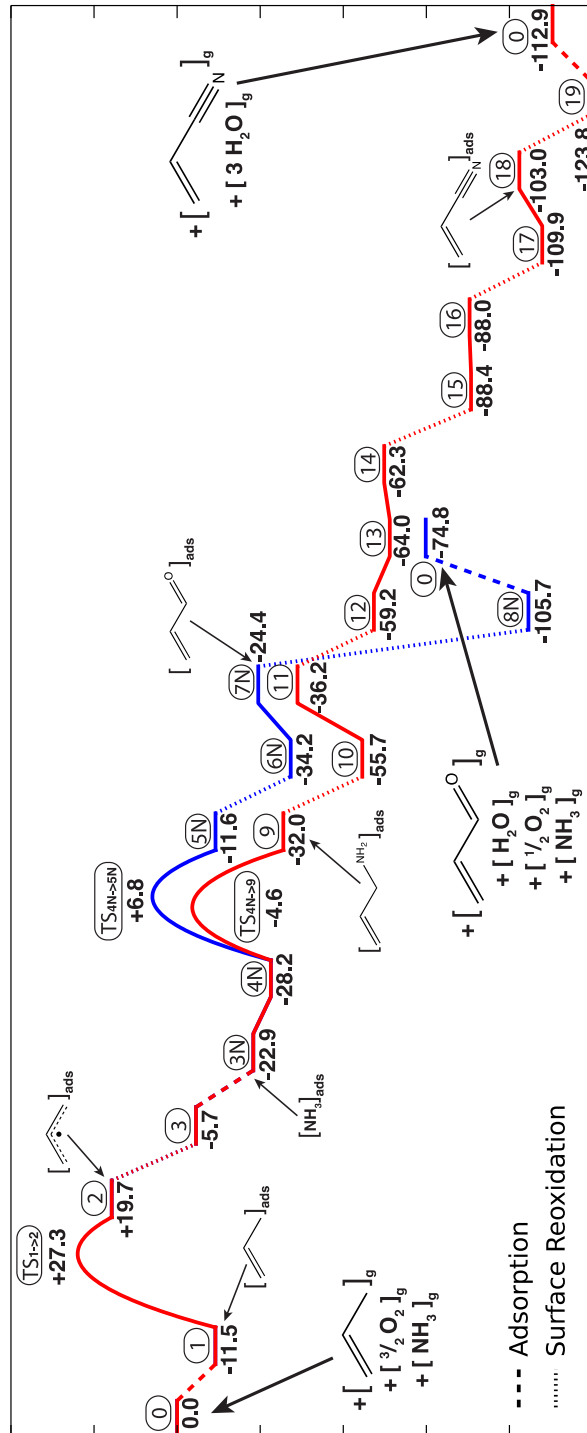 0
0.0
+ [ ]g
+ [ 3/2 O2 ]g
+ [ NH3 ]g
1
-11.5
[ ]ads
TS1->2
+27.3
2
+19.7
[ ]ads
3
-5.7
3N
-22.9
[NH3]ads
4N
-28.2
TS4N->5N
+6.8
TS4N->9
-4.6
5N
-11.6
9
-32.0
[ NH2 ]ads
6N
-34.2
10
-55.7
7N
-24.4
[ O ]ads
11
-36.2
8N
-105.7
0
-74.8
+ [ O ]g
+ [ H2O ]g
+ [ 1/2 O2 ]g
+ [ NH3 ]g
12
-59.2
13
-64.0
14
-62.3
15
-88.4
16
-88.0
17
-109.9
18
-103.0
[ N ]ads
19
-123.8
0
-112.9
+ [ N ]g
+ [ 3 H2O ]g
Adsorption
Surface Reoxidation